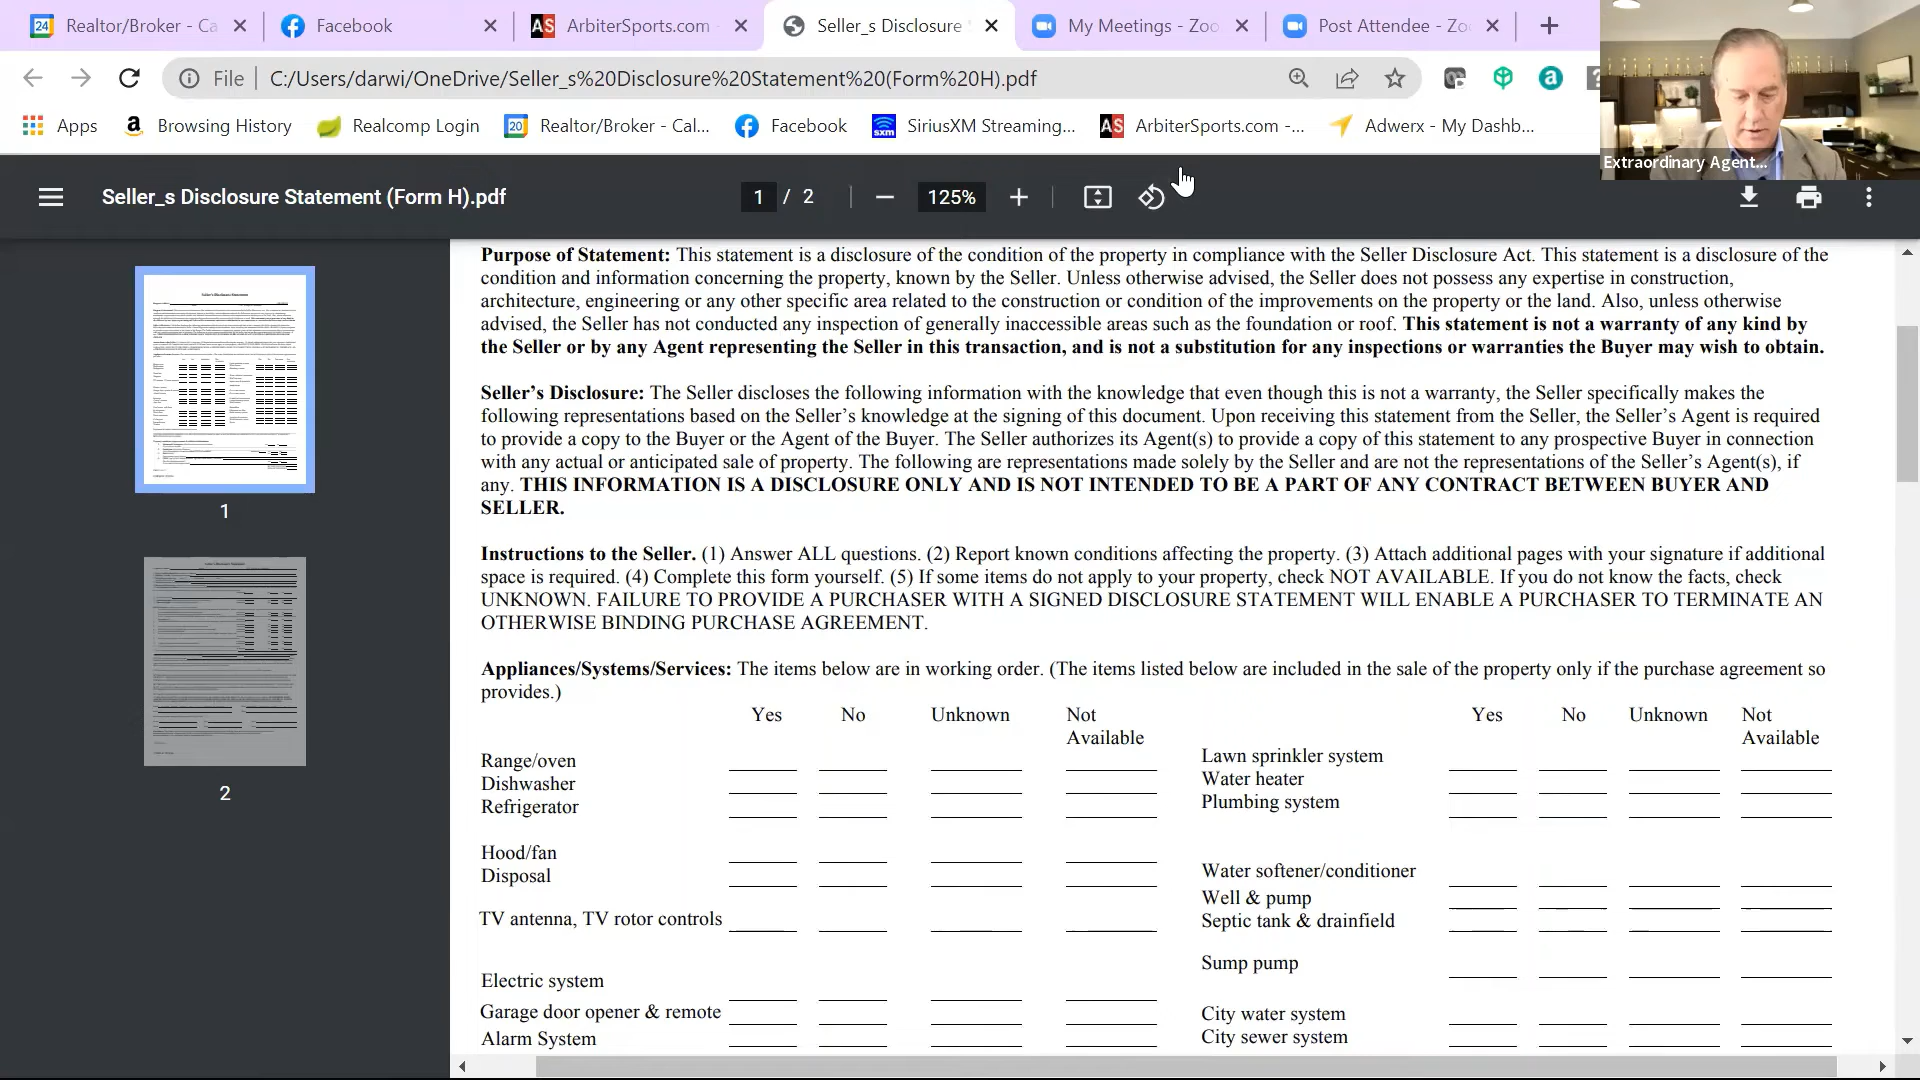 Realtor/Broker - Ca
Facebook
AS ArbiterSports.com -
Seller_s Disclosure
My Meetings - Zoo
Post Attendee - Zo
File C:/Users/darwi/OneDrive/Seller_s%20Disclosure%20Statement%20(Form%20H).pdf
Apps
Browsing History
Realcomp Login
Realtor/Broker - Cal...
Facebook
SiriusXM Streaming...
AS ArbiterSports.com -...
Adwerx - My Dashb...
Extraordinary Agent...
Seller_s Disclosure Statement (Form H).pdf
1 / 2
125%
1
2
Purpose of Statement: This statement is a disclosure of the condition of the property in compliance with the Seller Disclosure Act. This statement is a disclosure of the
condition and information concerning the property, known by the Seller. Unless otherwise advised, the Seller does not possess any expertise in construction,
architecture, engineering or any other specific area related to the construction or condition of the improvements on the property or the land. Also, unless otherwise
advised, the Seller has not conducted any inspection of generally inaccessible areas such as the foundation or roof. This statement is not a warranty of any kind by
the Seller or by any Agent representing the Seller in this transaction, and is not a substitution for any inspections or warranties the Buyer may wish to obtain.
Seller's Disclosure: The Seller discloses the following information with the knowledge that even though this is not a warranty, the Seller specifically makes the
following representations based on the Seller's knowledge at the signing of this document. Upon receiving this statement from the Seller, the Seller's Agent is required
to provide a copy to the Buyer or the Agent of the Buyer. The Seller authorizes its Agent(s) to provide a copy of this statement to any prospective Buyer in connection
with any actual or anticipated sale of property. The following are representations made solely by the Seller and are not the representations of the Seller's Agent(s), if
any. THIS INFORMATION IS A DISCLOSURE ONLY AND IS NOT INTENDED TO BE A PART OF ANY CONTRACT BETWEEN BUYER AND
SELLER.
Instructions to the Seller. (1) Answer ALL questions. (2) Report known conditions affecting the property. (3) Attach additional pages with your signature if additional
space is required. (4) Complete this form yourself. (5) If some items do not apply to your property, check NOT AVAILABLE. If you do not know the facts, check
UNKNOWN. FAILURE TO PROVIDE A PURCHASER WITH A SIGNED DISCLOSURE STATEMENT WILL ENABLE A PURCHASER TO TERMINATE AN
OTHERWISE BINDING PURCHASE AGREEMENT.
Appliances/Systems/Services: The items below are in working order. (The items listed below are included in the sale of the property only if the purchase agreement so
provides.)
Yes No Unknown Not
Available
Range/oven
Dishwasher
Refrigerator
Hood/fan
Disposal
TV antenna, TV rotor controls
Electric system
Garage door opener & remote
Alarm System
Yes No Unknown Not
Available
Lawn sprinkler system
Water heater
Plumbing system
Water softener/conditioner
Well & pump
Septic tank & drainfield
Sump pump
City water system
City sewer system